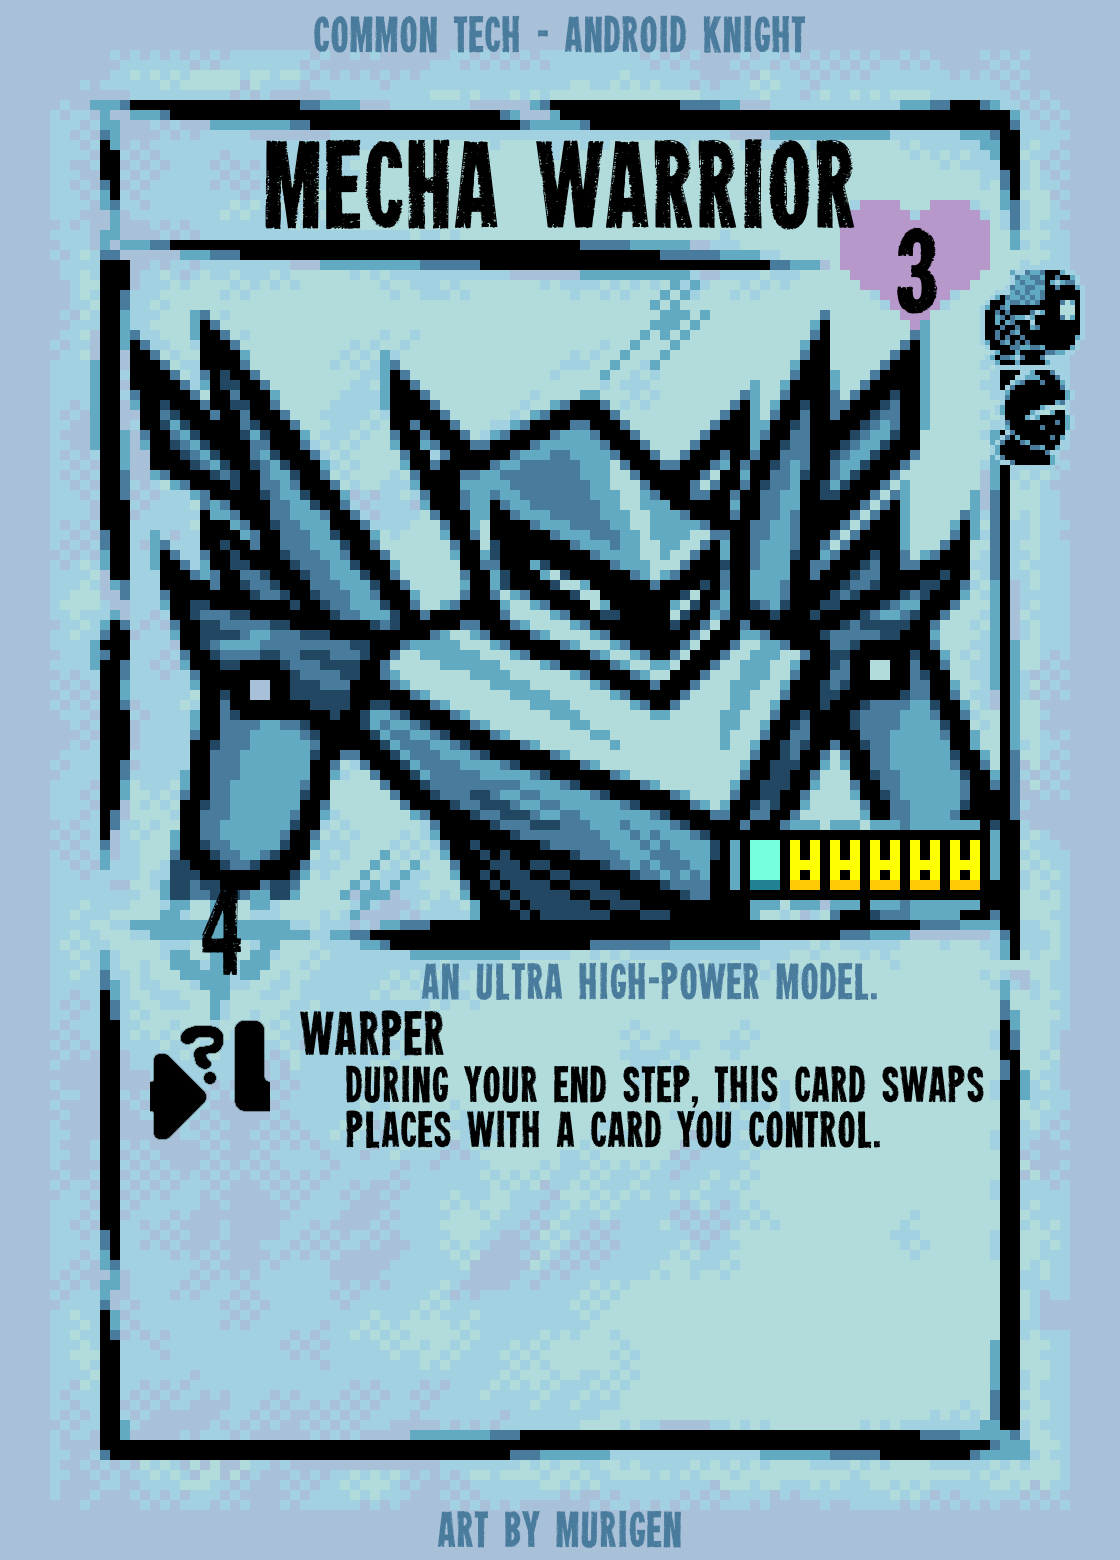 COMMON TECH - ANDROID KNIGHT
MECHA WARRIOR
3
4
AN ULTRA HIGH-POWER MODEL.
?
WARPER
DURING YOUR END STEP, THIS CARD SWAPS
PLACES WITH A CARD YOU CONTROL.
ART BY MURIGEN